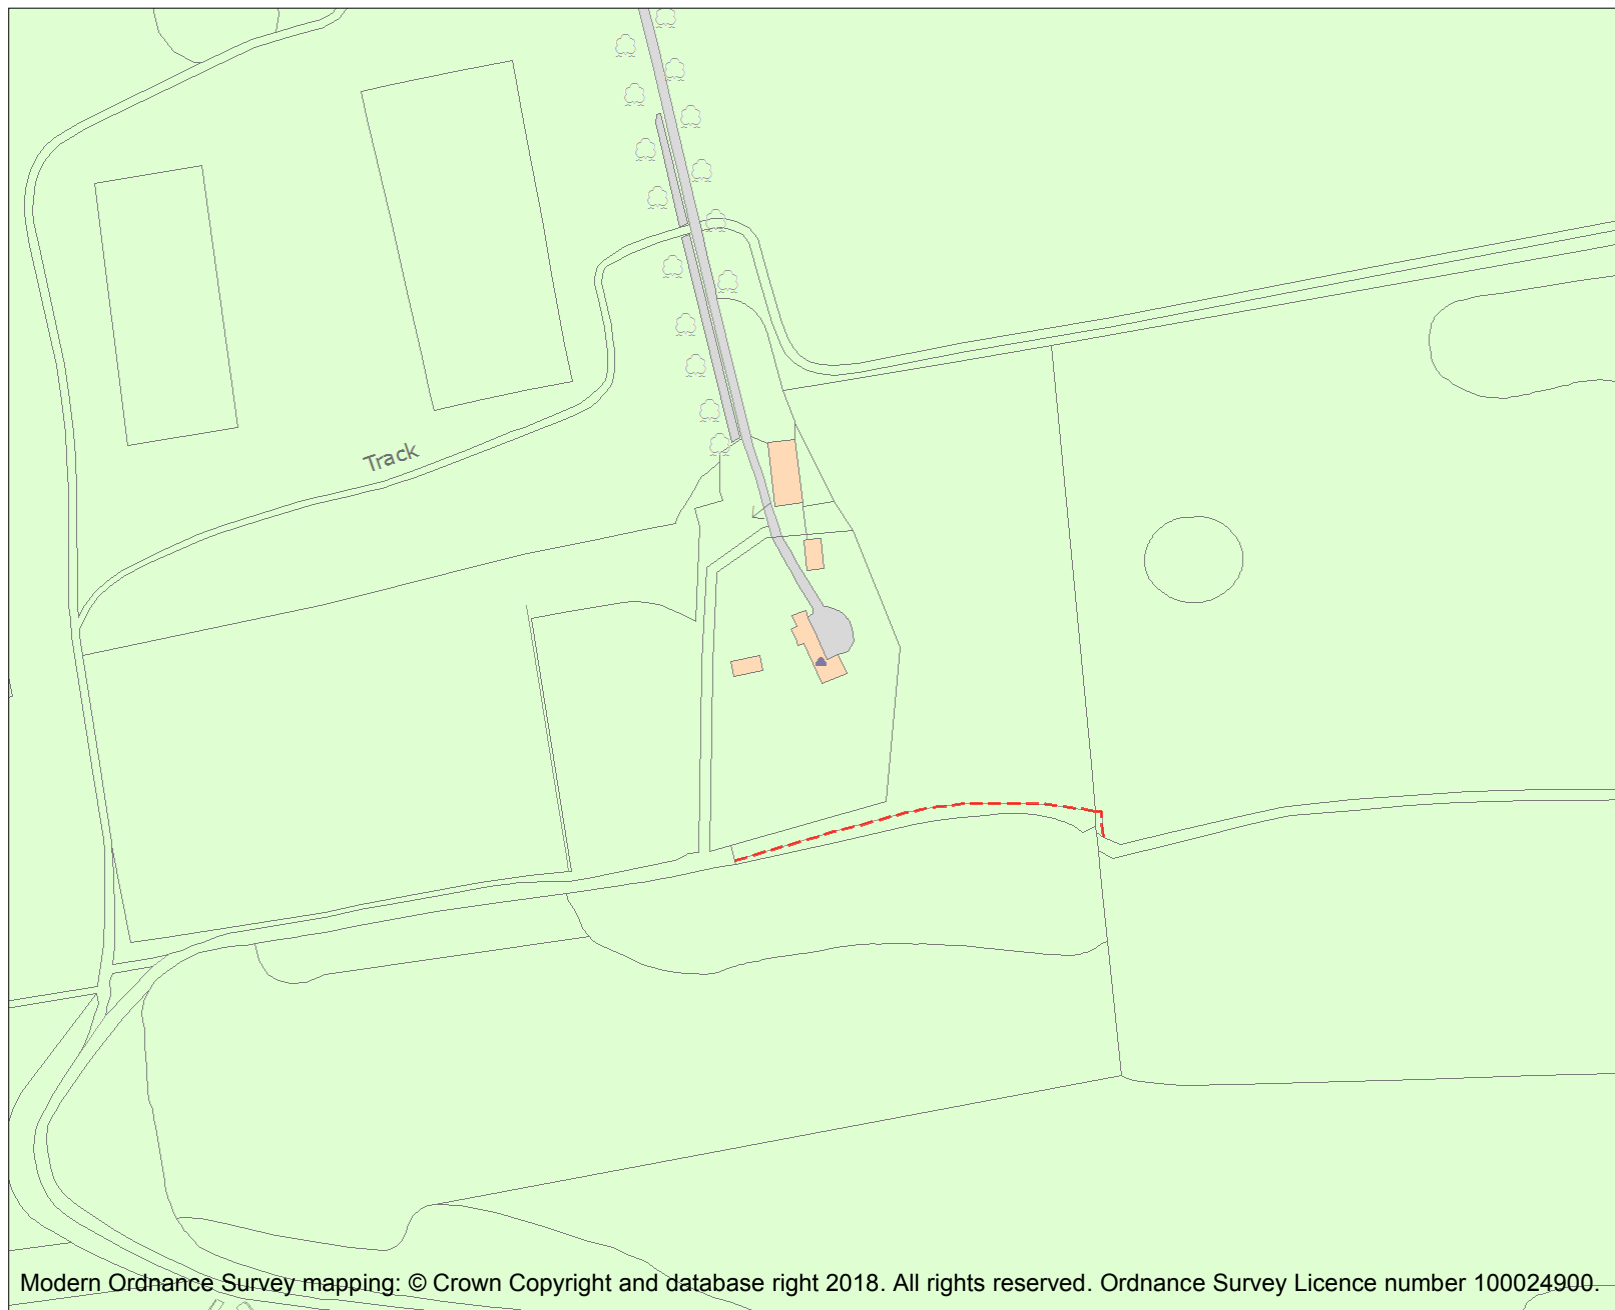 Track
Modern Ordnance Survey mapping: © Crown Copyright and database right 2018. All rights reserved. Ordnance Survey Licence number 100024900.